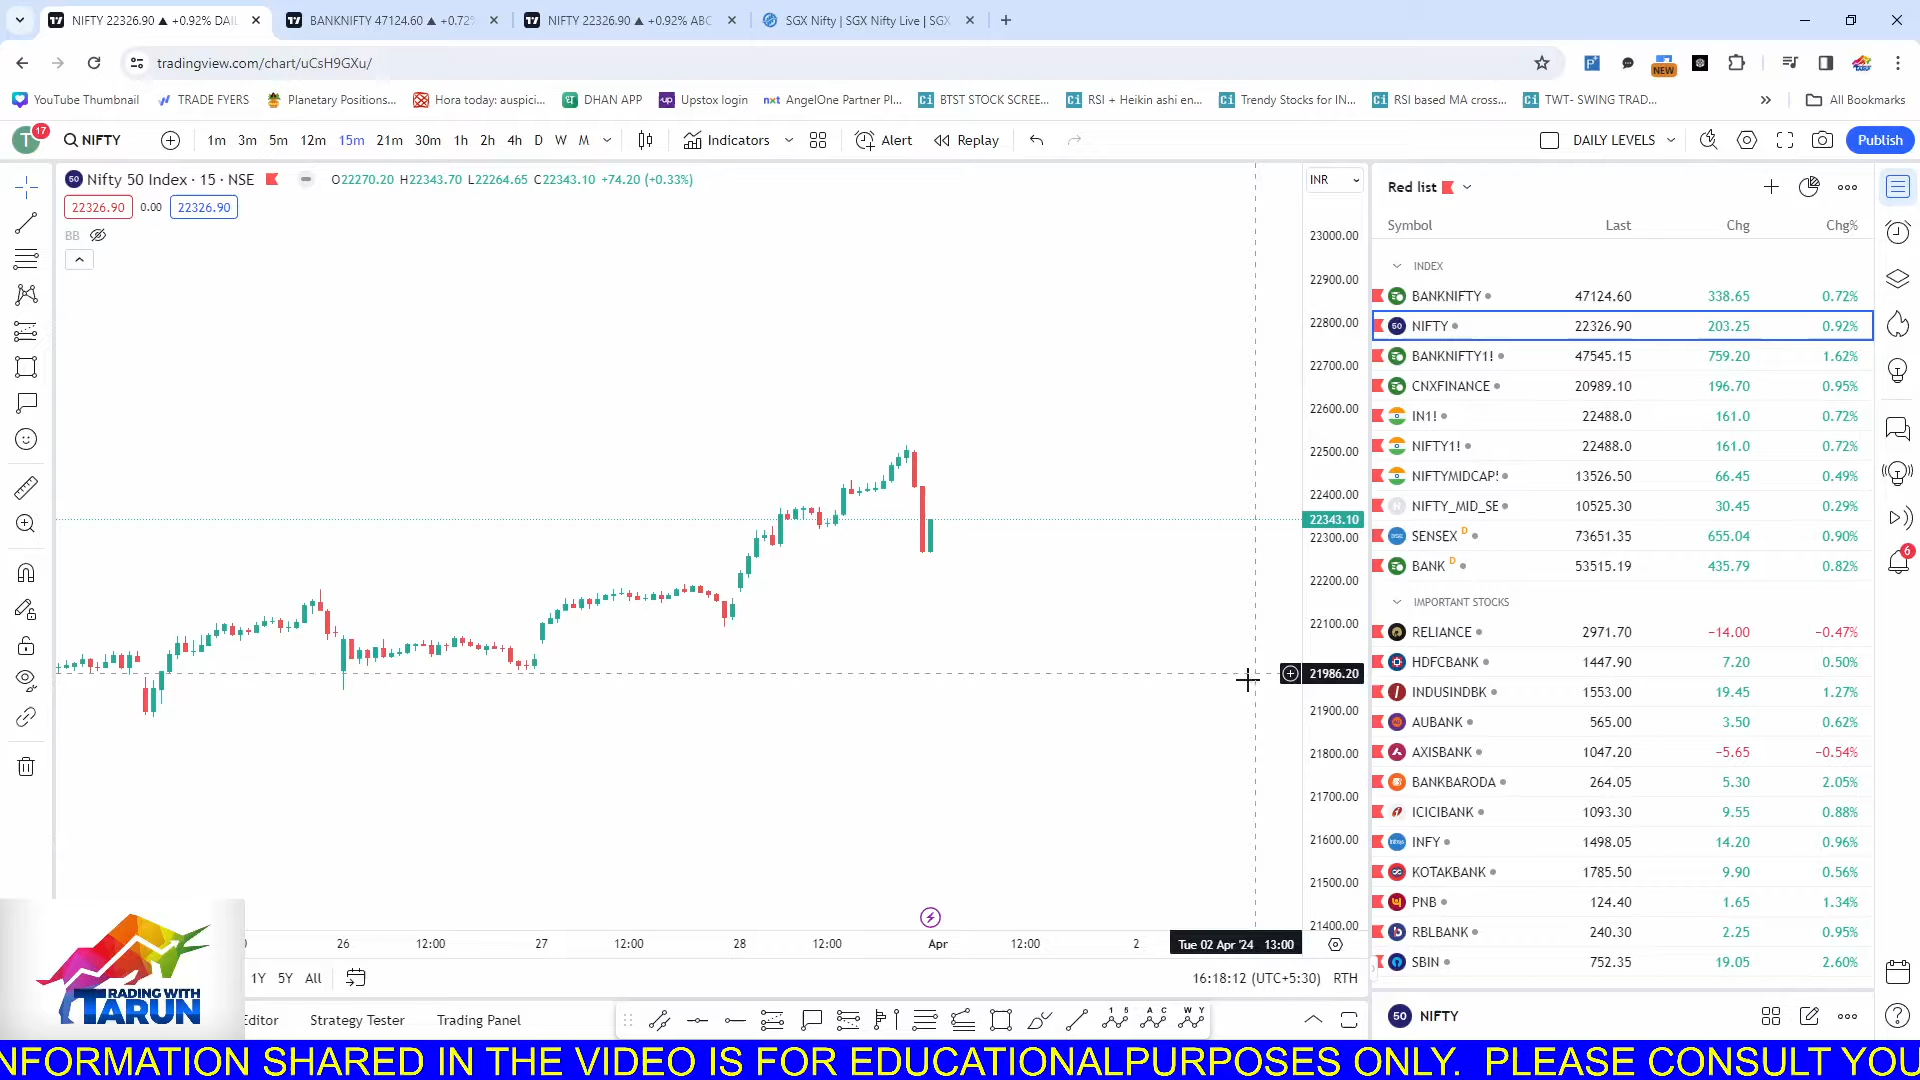 NIFTY 22326.90 ▲ +0.92% DAIL
BANKNIFTY 47124.60 ▲ +0.72%
NIFTY 22326.90 ▲ +0.92% ABC
SGX Nifty | SGX Nifty Live | SGX
tradingview.com/chart/uCsH9GXu/
NEW
YouTube Thumbnail
TRADE FYERS
Planetary Positions...
Hora today: auspici...
DHAN APP
Upstox login
AngelOne Partner Pl...
BTST STOCK SCREE...
RSI + Heikin ashi en...
Trendy Stocks for IN...
RSI based MA cross...
TWT- SWING TRAD...
All Bookmarks
T 17
NIFTY
1m 3m 5m 12m 15m 21m 30m 1h 2h 4h D W M
Indicators
Alert
Replay
DAILY LEVELS
Publish
Nifty 50 Index · 15 · NSE
O22270.20 H22343.70 L22264.65 C22343.10 +74.20 (+0.33%)
22326.90 0.00 22326.90
BB
INR
23000.00
22900.00
22800.00
22700.00
22600.00
22500.00
22400.00
22343.10
22300.00
22200.00
22100.00
21986.20
21900.00
21800.00
21700.00
21600.00
21500.00
21400.00
26 12:00 27 12:00 28 12:00 Apr 12:00 2 Tue 02 Apr '24 13:00
1Y 5Y All
16:18:12 (UTC+5:30) RTH
Editor Strategy Tester Trading Panel
Red list
Symbol Last Chg Chg%
INDEX
BANKNIFTY 47124.60 338.65 0.72%
NIFTY 22326.90 203.25 0.92%
BANKNIFTY1! 47545.15 759.20 1.62%
CNXFINANCE 20989.10 196.70 0.95%
IN1! 22488.0 161.0 0.72%
NIFTY1! 22488.0 161.0 0.72%
NIFTYMIDCAP! 13526.50 66.45 0.49%
NIFTY_MID_SE 10525.30 30.45 0.29%
SENSEX D 73651.35 655.04 0.90%
BANK D 53515.19 435.79 0.82%
IMPORTANT STOCKS
RELIANCE 2971.70 −14.00 −0.47%
HDFCBANK 1447.90 7.20 0.50%
INDUSINDBK 1553.00 19.45 1.27%
AUBANK 565.00 3.50 0.62%
AXISBANK 1047.20 −5.65 −0.54%
BANKBARODA 264.05 5.30 2.05%
ICICIBANK 1093.30 9.55 0.88%
INFY 1498.05 14.20 0.96%
KOTAKBANK 1785.50 9.90 0.56%
PNB 124.40 1.65 1.34%
RBLBANK 240.30 2.25 0.95%
SBIN 752.35 19.05 2.60%
50 NIFTY
6
TRADING WITH
TARUN
NFORMATION SHARED IN THE VIDEO IS FOR EDUCATIONALPURPOSES ONLY. PLEASE CONSULT YOU